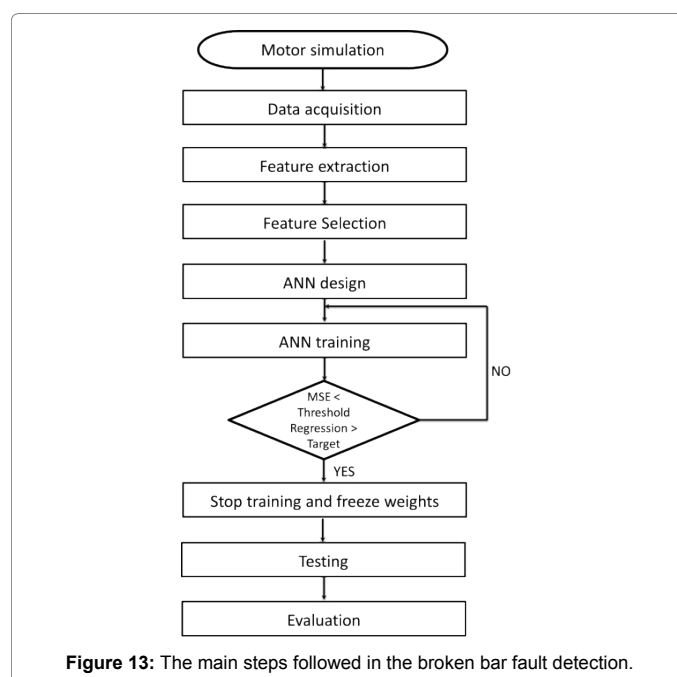 Motor simulation
Data acquisition
Feature extraction
Feature Selection
ANN design
ANN training
NO
MSE <
Threshold
Regression >
Target
YES
Stop training and freeze weights
Testing
Evaluation
Figure 13: The main steps followed in the broken bar fault detection.